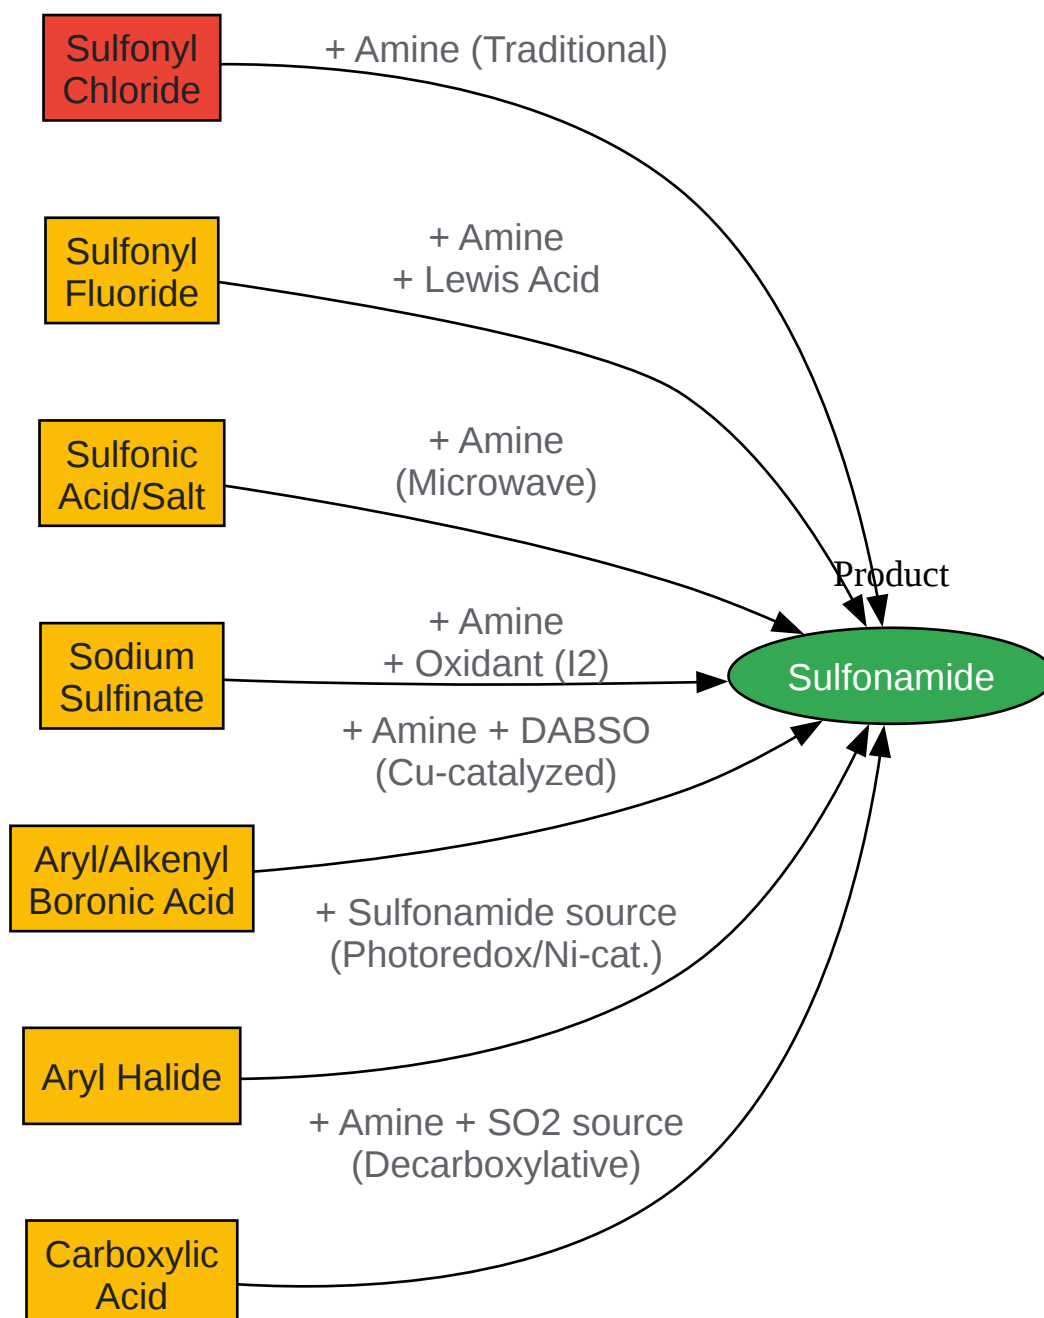 Sulfonyl
Chloride
+ Amine (Traditional)
Sulfonyl
Fluoride
+ Amine
+ Lewis Acid
Sulfonic
Acid/Salt
+ Amine
(Microwave)
Product
Sodium
Sulfinate
+ Amine
+ Oxidant (I2)
Sulfonamide
+ Amine + DABSO
(Cu-catalyzed)
Aryl/Alkenyl
Boronic Acid
+ Sulfonamide source
(Photoredox/Ni-cat.)
Aryl Halide
+ Amine + SO2 source
(Decarboxylative)
Carboxylic
Acid